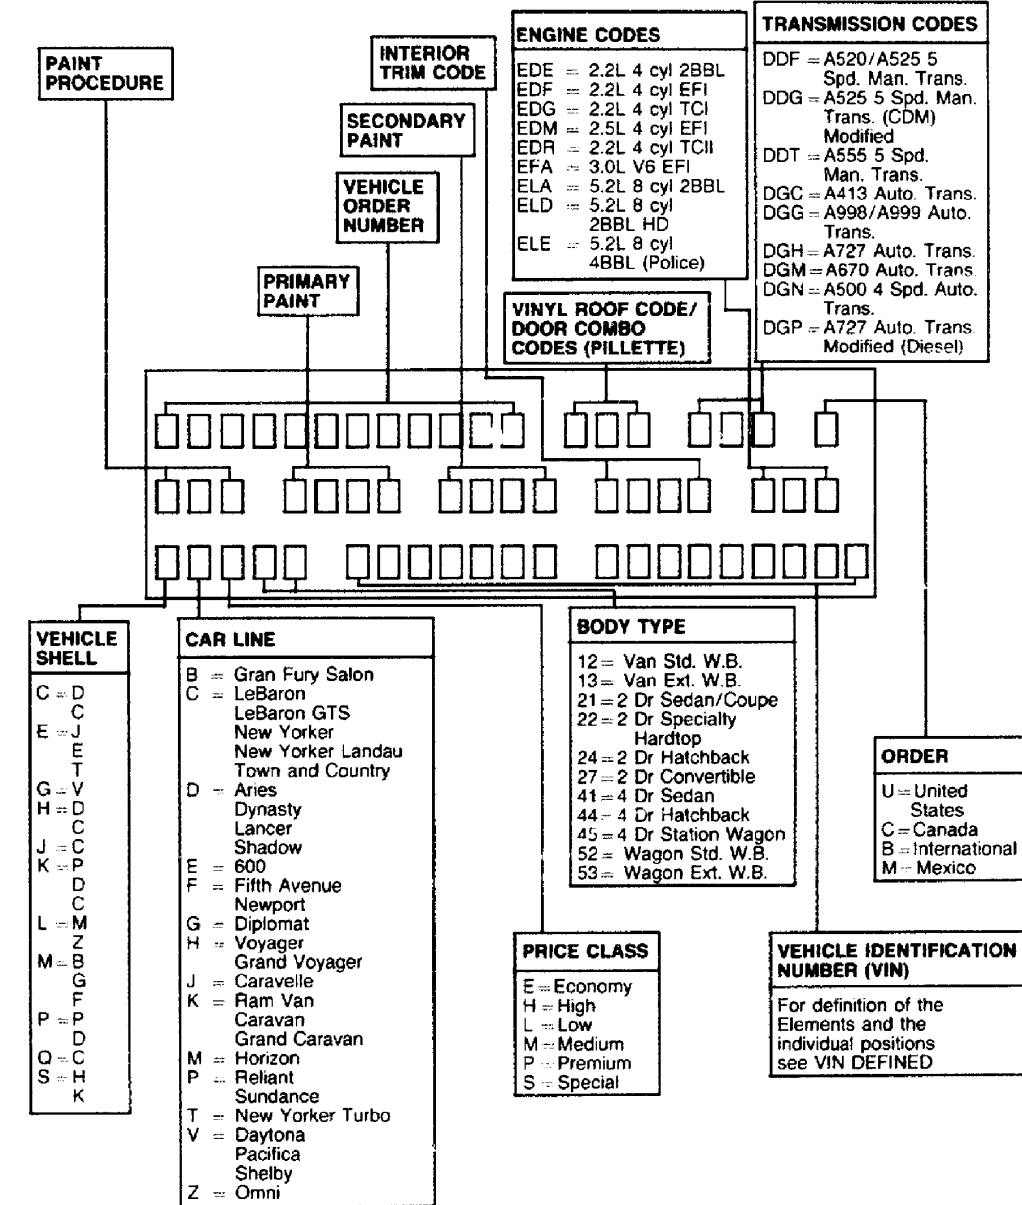 PAINT
PROCEDURE
INTERIOR
TRIM CODE
SECONDARY
PAINT
VEHICLE
ORDER
NUMBER
PRIMARY
PAINT
ENGINE CODES
EDE = 2.2L 4 cyl 2BBL
EDF = 2.2L 4 cyl EFI
EDG = 2.2L 4 cyl TCI
EDM = 2.5L 4 cyl EFI
EDR = 2.2L 4 cyl TCII
EFA = 3.0L V6 EFI
ELA = 5.2L 8 cyl 2BBL
ELD = 5.2L 8 cyl
2BBL HD
ELE = 5.2L 8 cyl
4BBL (Police)
VINYL ROOF CODE/
DOOR COMBO
CODES (PILLETTE)
TRANSMISSION CODES
DDF = A520/A525 5
Spd. Man. Trans.
DDG = A525 5 Spd. Man.
Trans. (CDM)
Modified
DDT = A555 5 Spd.
Man. Trans.
DGC = A413 Auto. Trans.
DGG = A998/A999 Auto.
Trans.
DGH = A727 Auto. Trans.
DGM = A670 Auto. Trans.
DGN = A500 4 Spd. Auto.
Trans.
DGP = A727 Auto. Trans.
Modified (Diesel)
VEHICLE
SHELL
C = D
C
E = J
E
T
G = V
H = D
C
J = C
K = P
D
C
L = M
Z
M = B
G
F
P = P
D
Q = C
S = H
K
CAR LINE
B = Gran Fury Salon
C = LeBaron
LeBaron GTS
New Yorker
New Yorker Landau
Town and Country
D = Aries
Dynasty
Lancer
Shadow
E = 600
F = Fifth Avenue
Newport
G = Diplomat
H = Voyager
Grand Voyager
J = Caravelle
K = Ram Van
Caravan
Grand Caravan
M = Horizon
P = Reliant
Sundance
T = New Yorker Turbo
V = Daytona
Pacifica
Shelby
Z = Omni
BODY TYPE
12 = Van Std. W.B.
13 = Van Ext. W.B.
21 = 2 Dr Sedan/Coupe
22 = 2 Dr Specialty
Hardtop
24 = 2 Dr Hatchback
27 = 2 Dr Convertible
41 = 4 Dr Sedan
44 = 4 Dr Hatchback
45 = 4 Dr Station Wagon
52 = Wagon Std. W.B.
53 = Wagon Ext. W.B.
PRICE CLASS
E = Economy
H = High
L = Low
M = Medium
P = Premium
S = Special
ORDER
U = United
States
C = Canada
B = International
M = Mexico
VEHICLE IDENTIFICATION
NUMBER (VIN)
For definition of the
Elements and the
individual positions
see VIN DEFINED